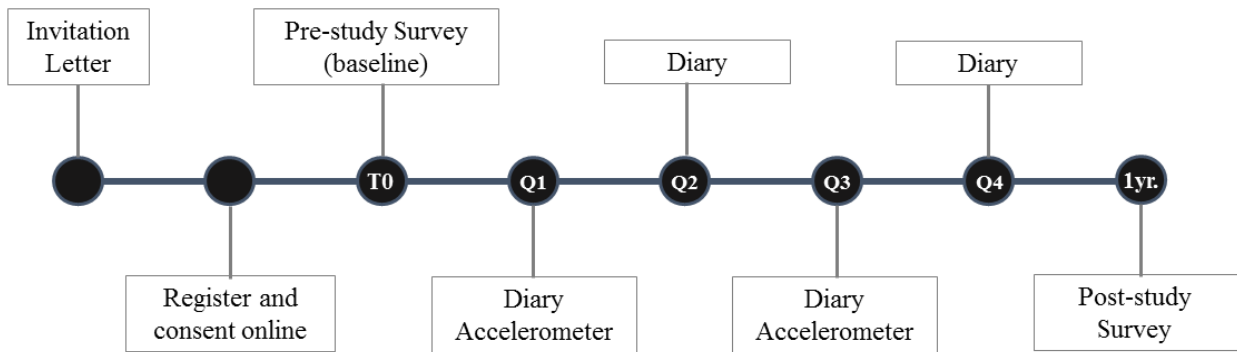 Invitation
Letter
Pre-study Survey
(baseline)
Diary
Diary
T0
Q1
Q2
Q3
Q4
1yr.
Register and
consent online
Diary
Accelerometer
Diary
Accelerometer
Post-study
Survey